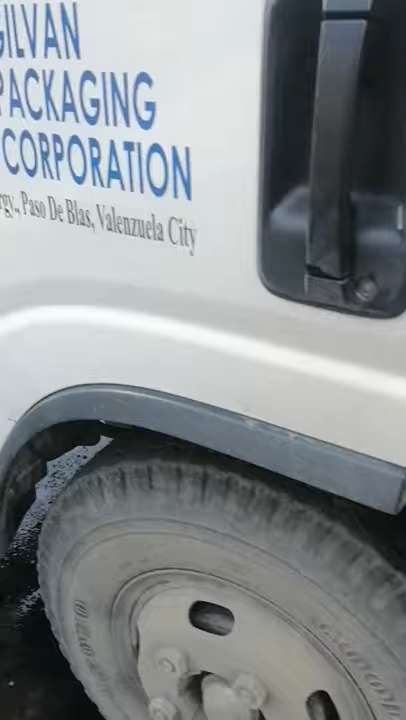 GILVAN
PACKAGING
CORPORATION
Paso De Blas, Valenzuela City